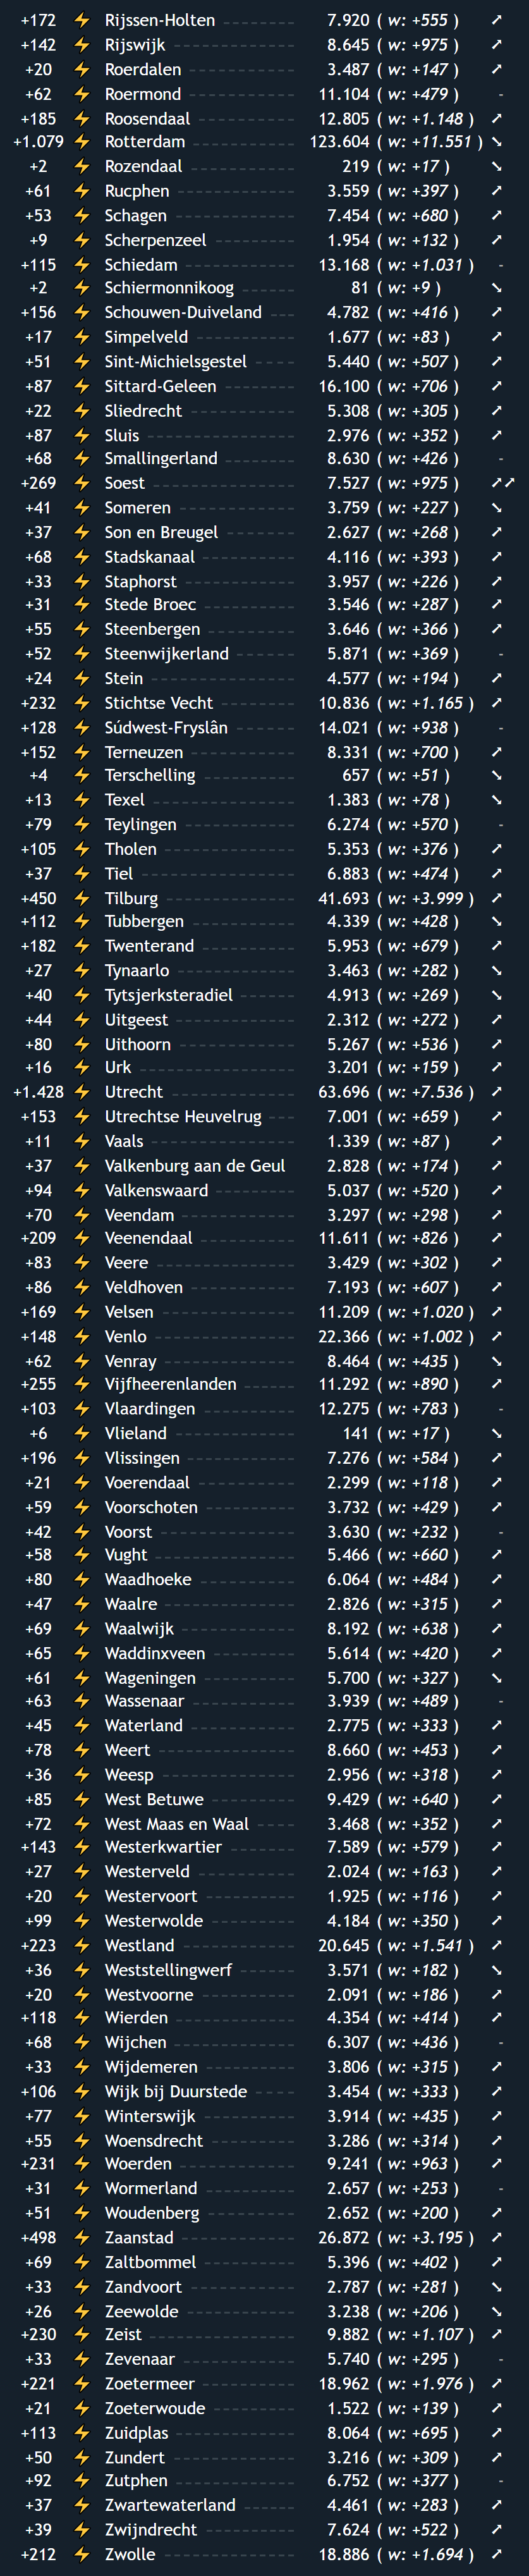 +172 ⚡ Rijssen-Holten --------- 7.920 ( w: +555 ) ➚
+142 ⚡ Rijswijk --------------- 8.645 ( w: +975 ) ➚
+20 ⚡ Roerdalen ------------- 3.487 ( w: +147 ) ➚
+62 ⚡ Roermond ------------- 11.104 ( w: +479 ) -
+185 ⚡ Roosendaal ------------ 12.805 ( w: +1.148 ) ➚
+1.079 ⚡ Rotterdam ------------ 123.604 ( w: +11.551 ) ➘
+2 ⚡ Rozendaal ------------- 219 ( w: +17 ) ➘
+61 ⚡ Rucphen -------------- 3.559 ( w: +397 ) ➚
+53 ⚡ Schagen --------------- 7.454 ( w: +680 ) ➚
+9 ⚡ Scherpenzeel ---------- 1.954 ( w: +132 ) ➚
+115 ⚡ Schiedam -------------- 13.168 ( w: +1.031 ) -
+2 ⚡ Schiermonnikoog ------- 81 ( w: +9 ) ➘
+156 ⚡ Schouwen-Duiveland --- 4.782 ( w: +416 ) ➚
+17 ⚡ Simpelveld ------------ 1.677 ( w: +83 ) ➚
+51 ⚡ Sint-Michielsgestel ----- 5.440 ( w: +507 ) ➚
+87 ⚡ Sittard-Geleen --------- 16.100 ( w: +706 ) ➚
+22 ⚡ Sliedrecht ------------- 5.308 ( w: +305 ) ➚
+87 ⚡ Sluis ------------------ 2.976 ( w: +352 ) ➚
+68 ⚡ Smallingerland --------- 8.630 ( w: +426 ) -
+269 ⚡ Soest ----------------- 7.527 ( w: +975 ) ➚➚
+41 ⚡ Someren -------------- 3.759 ( w: +227 ) ➘
+37 ⚡ Son en Breugel --------- 2.627 ( w: +268 ) ➚
+68 ⚡ Stadskanaal ------------ 4.116 ( w: +393 ) ➚
+33 ⚡ Staphorst -------------- 3.957 ( w: +226 ) ➚
+31 ⚡ Stede Broec ----------- 3.546 ( w: +287 ) ➚
+55 ⚡ Steenbergen ----------- 3.646 ( w: +366 ) ➚
+52 ⚡ Steenwijkerland -------- 5.871 ( w: +369 ) -
+24 ⚡ Stein ------------------ 4.577 ( w: +194 ) ➚
+232 ⚡ Stichtse Vecht --------- 10.836 ( w: +1.165 ) ➚
+128 ⚡ Súdwest-Fryslân -------- 14.021 ( w: +938 ) -
+152 ⚡ Terneuzen ------------- 8.331 ( w: +700 ) ➚
+4 ⚡ Terschelling ----------- 657 ( w: +51 ) ➘
+13 ⚡ Texel ----------------- 1.383 ( w: +78 ) ➘
+79 ⚡ Teylingen ------------- 6.274 ( w: +570 ) -
+105 ⚡ Tholen ---------------- 5.353 ( w: +376 ) ➚
+37 ⚡ Tiel ------------------- 6.883 ( w: +474 ) ➚
+450 ⚡ Tilburg ---------------- 41.693 ( w: +3.999 ) ➚
+112 ⚡ Tubbergen ------------- 4.339 ( w: +428 ) ➘
+182 ⚡ Twenterand ------------ 5.953 ( w: +679 ) ➚
+27 ⚡ Tynaarlo -------------- 3.463 ( w: +282 ) ➘
+40 ⚡ Tytsjerksteradiel ------- 4.913 ( w: +269 ) ➘
+44 ⚡ Uitgeest --------------- 2.312 ( w: +272 ) ➚
+80 ⚡ Uithoorn --------------- 5.267 ( w: +536 ) ➚
+16 ⚡ Urk ------------------- 3.201 ( w: +159 ) ➚
+1.428 ⚡ Utrecht --------------- 63.696 ( w: +7.536 ) ➚
+153 ⚡ Utrechtse Heuvelrug ---- 7.001 ( w: +659 ) ➚
+11 ⚡ Vaals ----------------- 1.339 ( w: +87 ) ➚
+37 ⚡ Valkenburg aan de Geul 2.828 ( w: +174 ) ➚
+94 ⚡ Valkenswaard ---------- 5.037 ( w: +520 ) ➚
+70 ⚡ Veendam -------------- 3.297 ( w: +298 ) ➚
+209 ⚡ Veenendaal ------------ 11.611 ( w: +826 ) ➚
+83 ⚡ Veere ----------------- 3.429 ( w: +302 ) ➚
+86 ⚡ Veldhoven ------------- 7.193 ( w: +607 ) ➚
+169 ⚡ Velsen ---------------- 11.209 ( w: +1.020 ) ➚
+148 ⚡ Venlo ----------------- 22.366 ( w: +1.002 ) ➚
+62 ⚡ Venray ---------------- 8.464 ( w: +435 ) ➘
+255 ⚡ Vijfheerenlanden ------- 11.292 ( w: +890 ) ➚
+103 ⚡ Vlaardingen ----------- 12.275 ( w: +783 ) -
+6 ⚡ Vlieland --------------- 141 ( w: +17 ) ➘
+196 ⚡ Vlissingen ------------- 7.276 ( w: +584 ) ➚
+21 ⚡ Voerendaal ------------ 2.299 ( w: +118 ) ➚
+59 ⚡ Voorschoten ----------- 3.732 ( w: +429 ) ➚
+42 ⚡ Voorst ---------------- 3.630 ( w: +232 ) -
+58 ⚡ Vught ----------------- 5.466 ( w: +660 ) ➚
+80 ⚡ Waadhoeke ------------ 6.064 ( w: +484 ) ➚
+47 ⚡ Waalre ---------------- 2.826 ( w: +315 ) ➚
+69 ⚡ Waalwijk -------------- 8.192 ( w: +638 ) ➚
+65 ⚡ Waddinxveen ---------- 5.614 ( w: +420 ) ➚
+61 ⚡ Wageningen ----------- 5.700 ( w: +327 ) ➘
+63 ⚡ Wassenaar ------------ 3.939 ( w: +489 ) -
+45 ⚡ Waterland ------------- 2.775 ( w: +333 ) ➚
+78 ⚡ Weert ----------------- 8.660 ( w: +453 ) ➚
+36 ⚡ Weesp ---------------- 2.956 ( w: +318 ) ➚
+85 ⚡ West Betuwe ---------- 9.429 ( w: +640 ) ➚
+72 ⚡ West Maas en Waal ----- 3.468 ( w: +352 ) ➚
+143 ⚡ Westerkwartier -------- 7.589 ( w: +579 ) ➚
+27 ⚡ Westerveld ------------ 2.024 ( w: +163 ) ➚
+20 ⚡ Westervoort ----------- 1.925 ( w: +116 ) ➚
+99 ⚡ Westerwolde ---------- 4.184 ( w: +350 ) ➚
+223 ⚡ Westland -------------- 20.645 ( w: +1.541 ) ➚
+36 ⚡ Weststellingwerf ------- 3.571 ( w: +182 ) ➘
+20 ⚡ Westvoorne ------------ 2.091 ( w: +186 ) ➚
+118 ⚡ Wierden --------------- 4.354 ( w: +414 ) ➚
+68 ⚡ Wijchen --------------- 6.307 ( w: +436 ) -
+33 ⚡ Wijdemeren ----------- 3.806 ( w: +315 ) ➚
+106 ⚡ Wijk bij Duurstede ----- 3.454 ( w: +333 ) ➚
+77 ⚡ Winterswijk ------------ 3.914 ( w: +435 ) ➚
+55 ⚡ Woensdrecht ----------- 3.286 ( w: +314 ) ➚
+231 ⚡ Woerden -------------- 9.241 ( w: +963 ) ➚
+31 ⚡ Wormerland ----------- 2.657 ( w: +253 ) -
+51 ⚡ Woudenberg ----------- 2.652 ( w: +200 ) ➚
+498 ⚡ Zaanstad -------------- 26.872 ( w: +3.195 ) ➚
+69 ⚡ Zaltbommel ----------- 5.396 ( w: +402 ) ➚
+33 ⚡ Zandvoort ------------- 2.787 ( w: +281 ) ➘
+26 ⚡ Zeewolde ------------- 3.238 ( w: +206 ) ➘
+230 ⚡ Zeist ----------------- 9.882 ( w: +1.107 ) ➚
+33 ⚡ Zevenaar -------------- 5.740 ( w: +295 ) -
+221 ⚡ Zoetermeer ------------ 18.962 ( w: +1.976 ) ➚
+21 ⚡ Zoeterwoude ---------- 1.522 ( w: +139 ) ➚
+113 ⚡ Zuidplas --------------- 8.064 ( w: +695 ) ➚
+50 ⚡ Zundert --------------- 3.216 ( w: +309 ) ➚
+92 ⚡ Zutphen --------------- 6.752 ( w: +377 ) -
+37 ⚡ Zwartewaterland ------- 4.461 ( w: +283 ) ➚
+39 ⚡ Zwijndrecht ----------- 7.624 ( w: +522 ) ➚
+212 ⚡ Zwolle ---------------- 18.886 ( w: +1.694 ) ➚